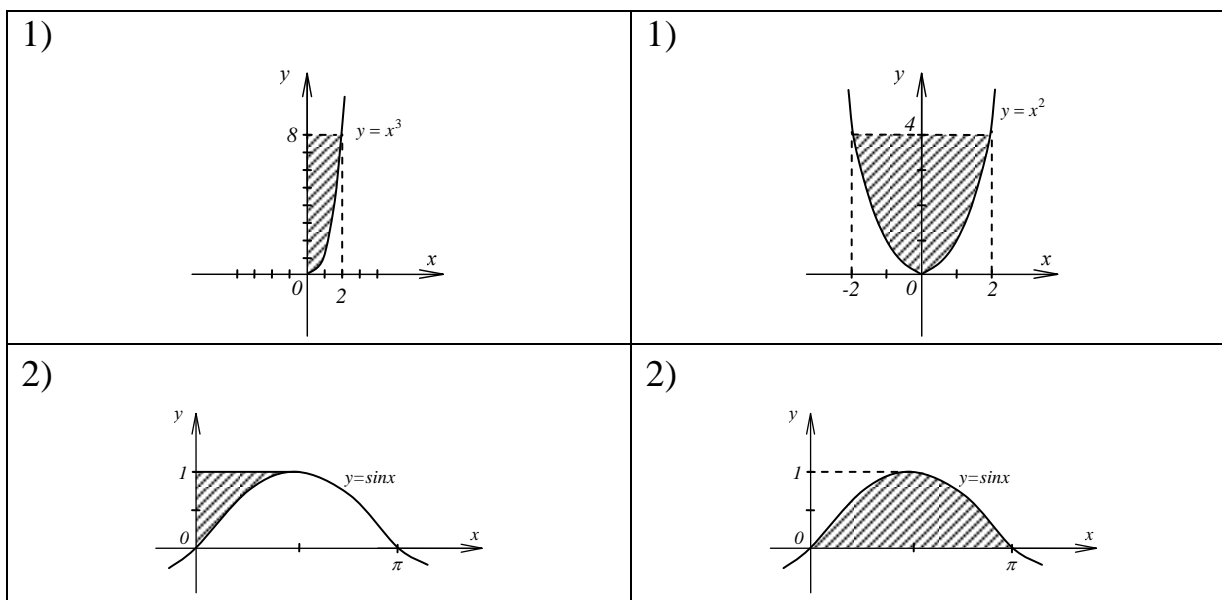 1)
y
8
y = x³
x
0
2
1)
y
4
y = x²
x
-2
0
2
2)
y
1
y=sinx
0
x
π
2)
y
1
y=sinx
0
x
π